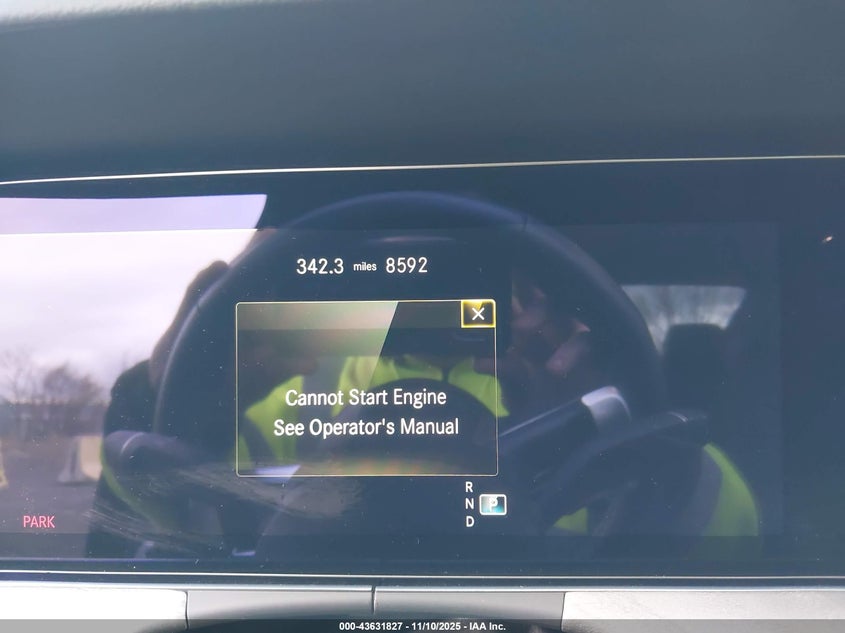 342.3 miles 8592
Cannot Start Engine
See Operator's Manual
R
N P
D
PARK
000-43631827 - 11/10/2025 - IAA Inc.